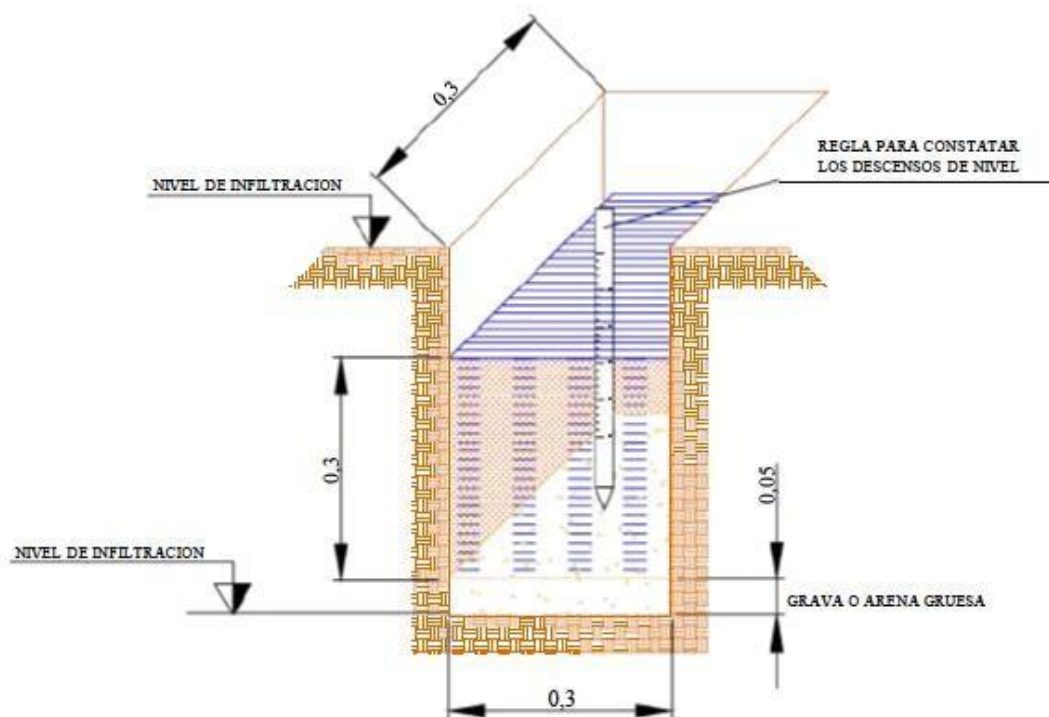 0,3
REGLA PARA CONSTATAR
LOS DESCENSOS DE NIVEL
NIVEL DE INFILTRACION
0,3
0,05
NIVEL DE INFILTRACION
GRAVA O ARENA GRUESA
0,3